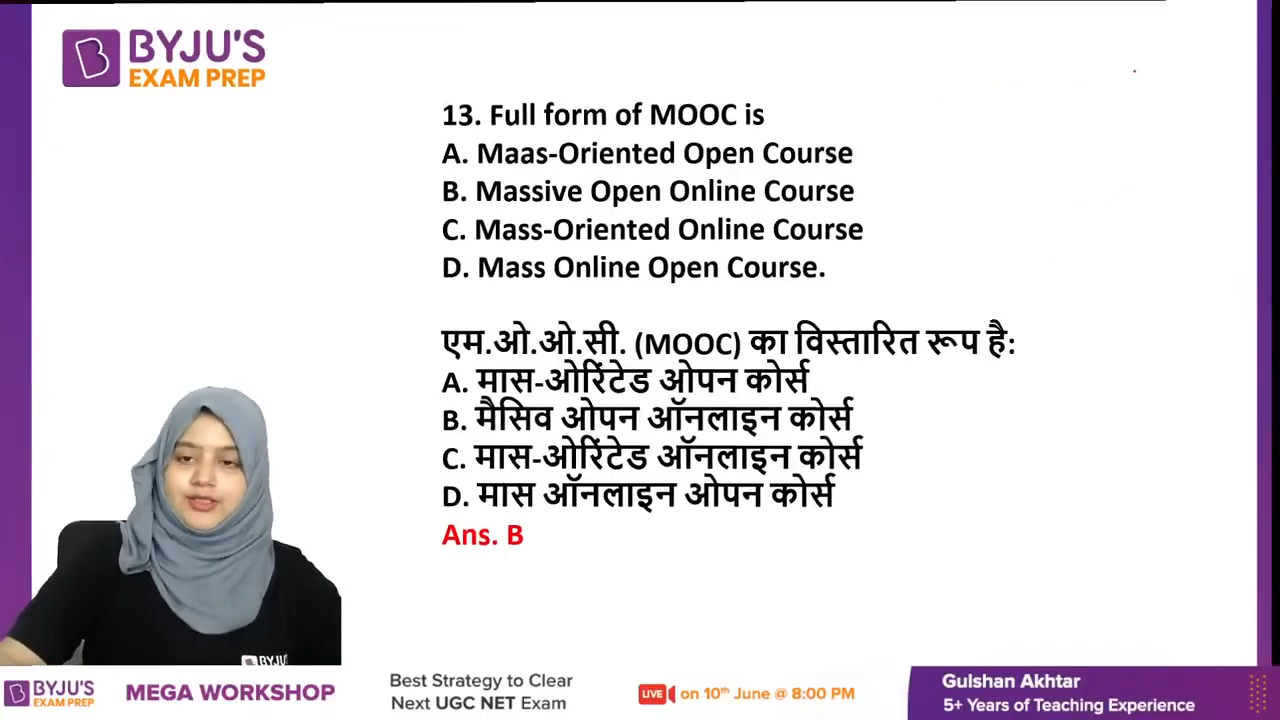 BYJU'S
EXAM PREP
13. Full form of MOOC is
A. Maas-Oriented Open Course
B. Massive Open Online Course
C. Mass-Oriented Online Course
D. Mass Online Open Course.
एम.ओ.ओ.सी. (MOOC) का विस्तारित रूप है:
A. मास-ओरिंटेड ओपन कोर्स
B. मैसिव ओपन ऑनलाइन कोर्स
C. मास-ओरिंटेड ऑनलाइन कोर्स
D. मास ऑनलाइन ओपन कोर्स
Ans. B
BYJU'S
BYJU'S
EXAM PREP
MEGA WORKSHOP
Best Strategy to Clear
Next UGC NET Exam
LIVE on 10th June @ 8:00 PM
Gulshan Akhtar
5+ Years of Teaching Experience